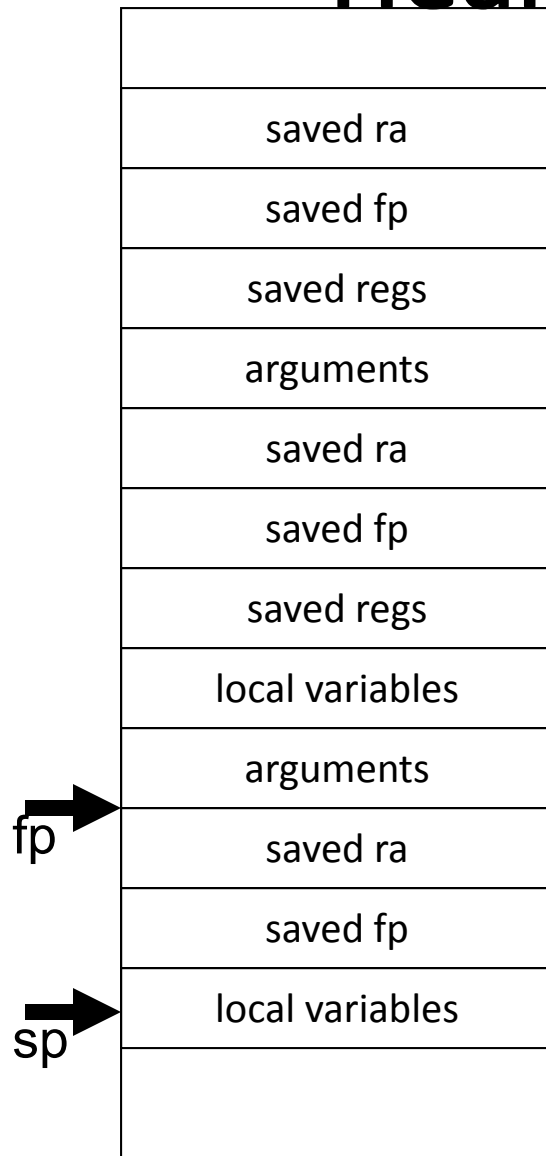 saved ra
saved fp
saved regs
arguments
saved ra
saved fp
saved regs
local variables
arguments
fp
saved ra
saved fp
local variables
sp